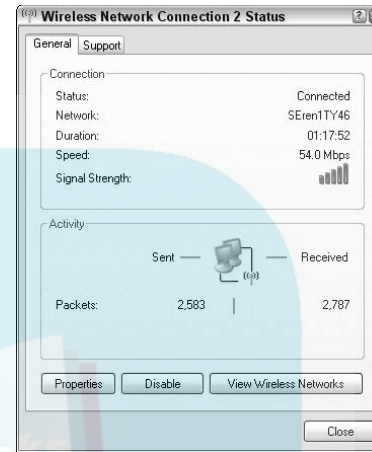 Wireless Network Connection 2 Status
General Support
Connection
Status: Connected
Network: SEren1TY46
Duration: 01:17:52
Speed: 54.0 Mbps
Signal Strength:
Activity
Sent — — Received
Packets: 2,583 | 2,787
Properties Disable View Wireless Networks
Close